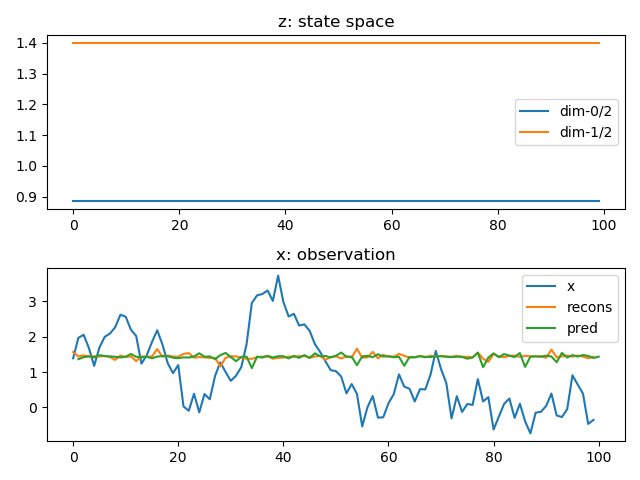 z: state space
1.4
1.3
1.2
1.1
1.0
0.9
dim-0/2
dim-1/2
0 20 40 60 80 100
x: observation
3
2
1
0
x
recons
pred
0 20 40 60 80 100